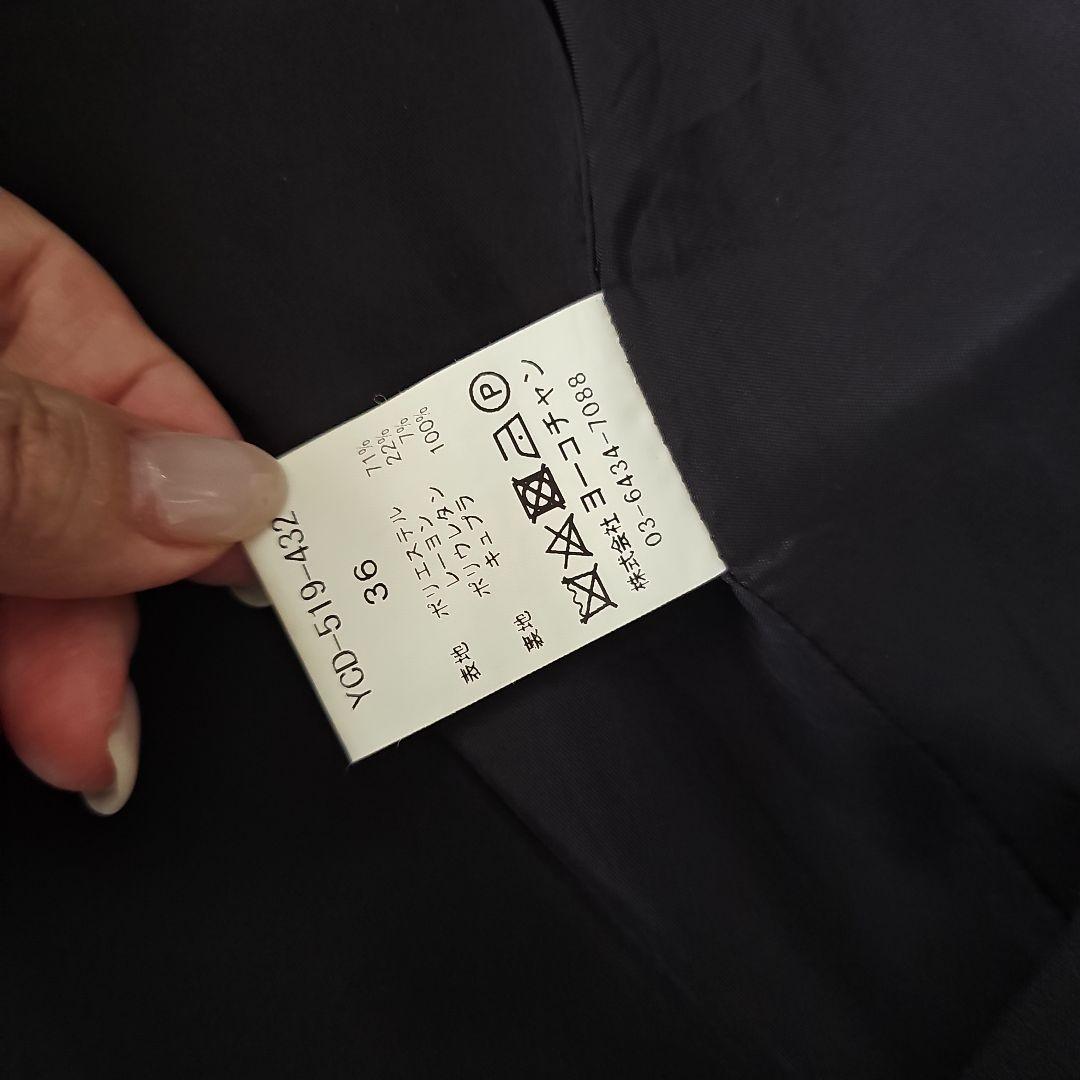 YCD-519-432
36
表地 ポリエステル 71%
レーヨン 22%
ポリウレタン 7%
裏地 キュプラ 100%
P
株式会社 ヨーコチャン
03-6434-7088